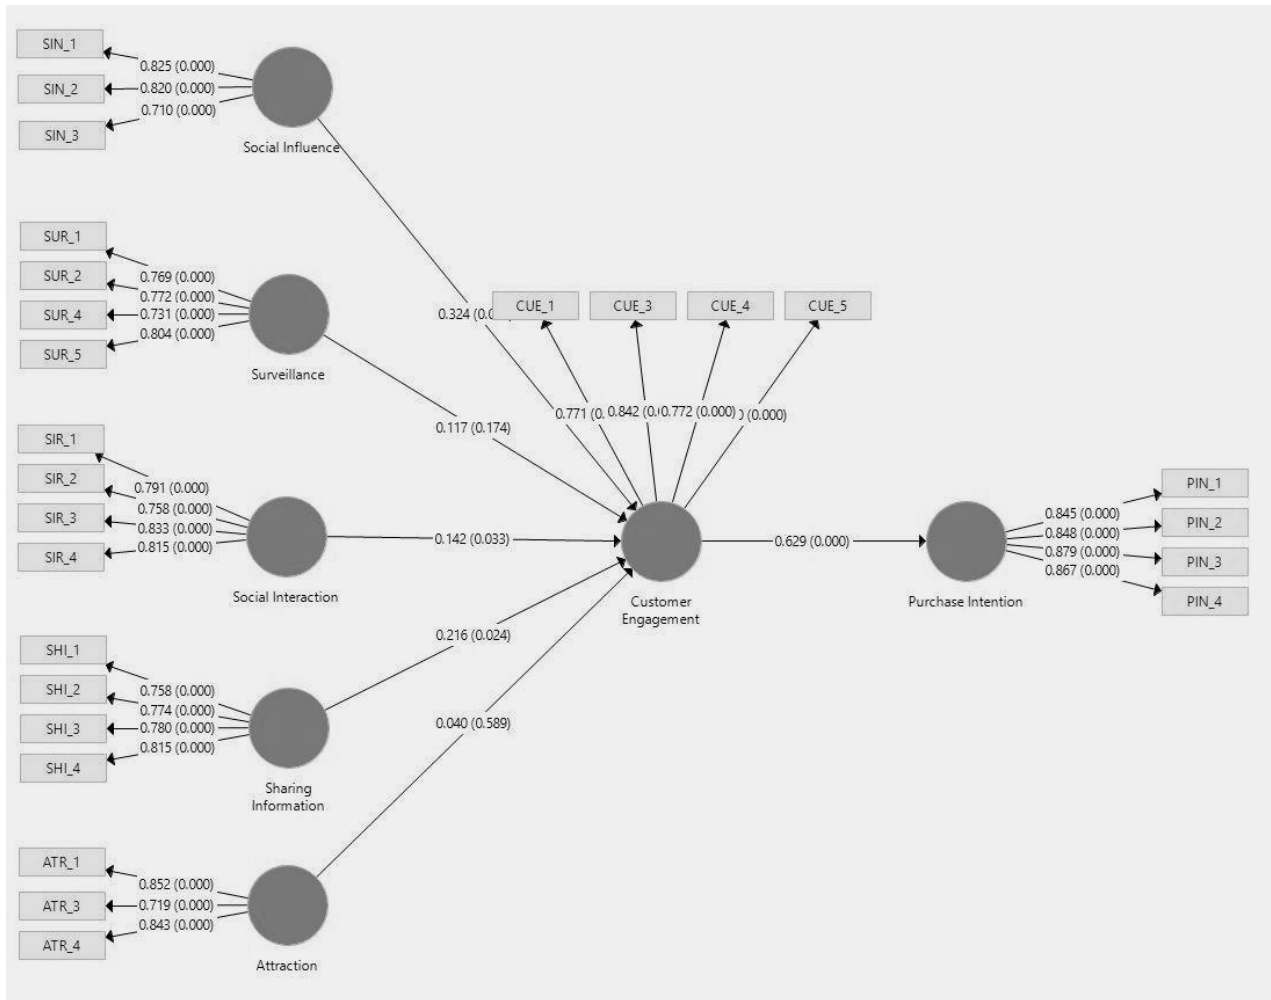 SIN_1
0.825 (0.000)
SIN_2
0.820 (0.000)
0.710 (0.000)
SIN_3
Social Influence
SUR_1
0.769 (0.000)
SUR_2
0.772 (0.000)
SUR_4
0.731 (0.000)
0.804 (0.000)
SUR_5
Surveillance
SIR_1
0.791 (0.000)
SIR_2
0.758 (0.000)
SIR_3
0.833 (0.000)
0.815 (0.000)
SIR_4
Social Interaction
SHI_1
0.758 (0.000)
SHI_2
0.774 (0.000)
SHI_3
0.780 (0.000)
0.815 (0.000)
SHI_4
Sharing
Information
ATR_1
0.852 (0.000)
ATR_3
0.719 (0.000)
0.843 (0.000)
ATR_4
Attraction
0.324
0.117 (0.174)
0.142 (0.033)
0.216 (0.024)
0.040 (0.589)
CUE_1
CUE_3
CUE_4
CUE_5
0.771
0.842
0.772 (0.000)
(0.000)
Customer
Engagement
0.629 (0.000)
Purchase Intention
PIN_1
0.845 (0.000)
PIN_2
0.848 (0.000)
0.879 (0.000)
PIN_3
0.867 (0.000)
PIN_4